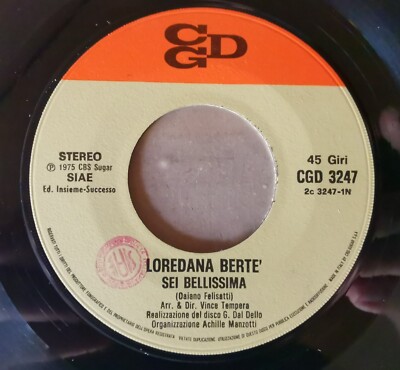 CGD
STEREO
℗ 1975 CBS Sugar
SIAE
Ed. Insieme-Successo
45 Giri
CGD 3247
2c 3247-1N
LOREDANA BERTE'
SEI BELLISSIMA
(Daiano Felisatti)
Arr. & Dir. Vince Tempera
Realizzazione del disco G. Dal Dello
Organizzazione Achille Manzotti